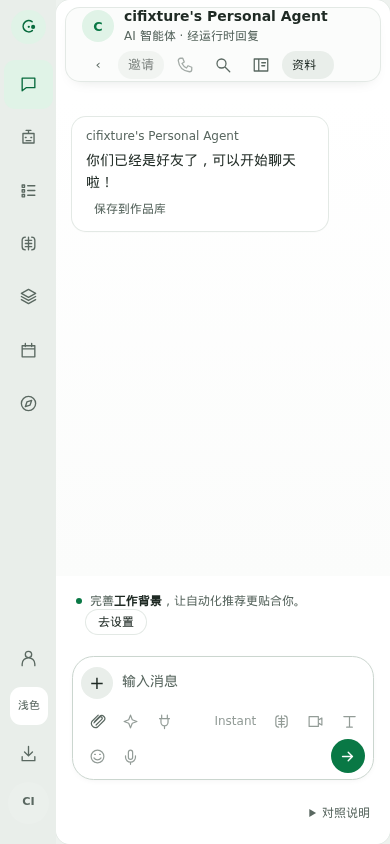 cifixture's Personal Agent
C
AI 智能体 · 经运行时回复
‹ 邀请 资料
cifixture's Personal Agent
你们已经是好友了，可以开始聊天
啦！
保存到作品库
完善工作背景，让自动化推荐更贴合你。
去设置
输入消息
Instant
浅色
CI
▶ 对照说明